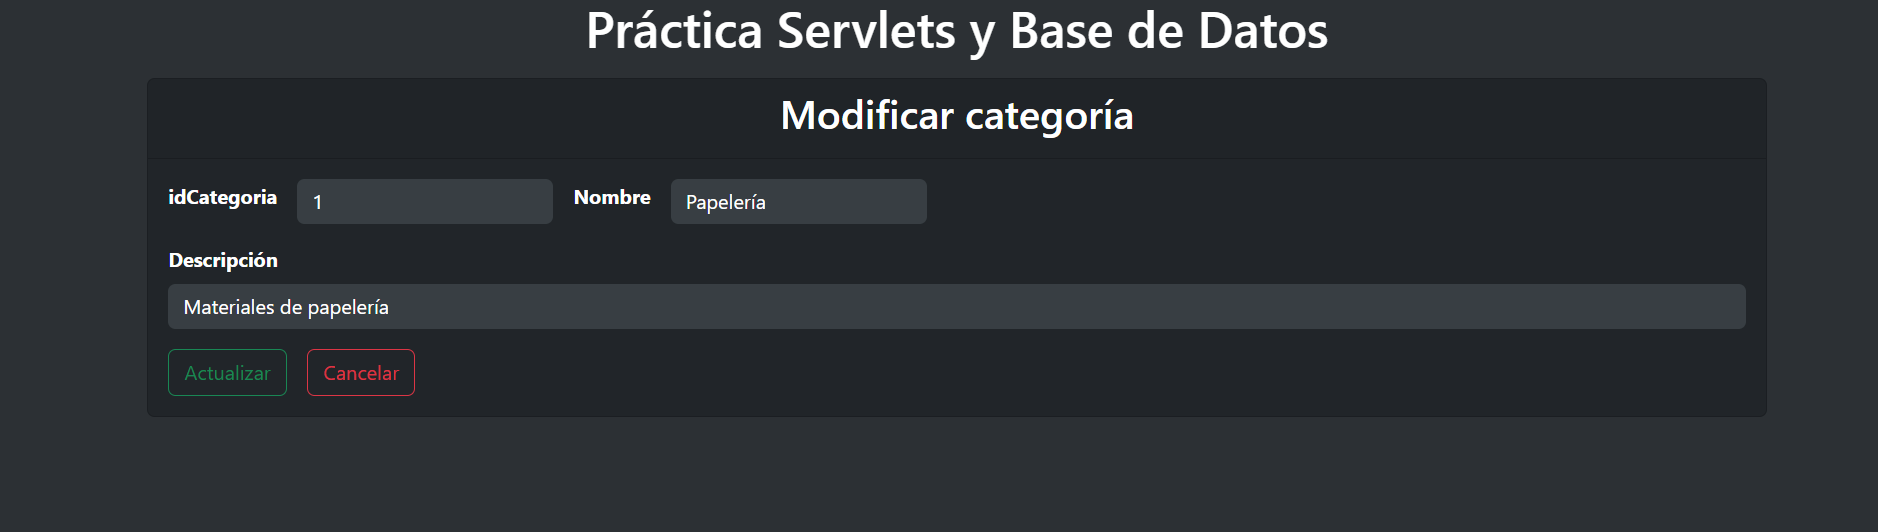 Práctica Servlets y Base de Datos
Modificar categoría
idCategoria 1 Nombre Papelería
Descripción
Materiales de papelería
Actualizar Cancelar